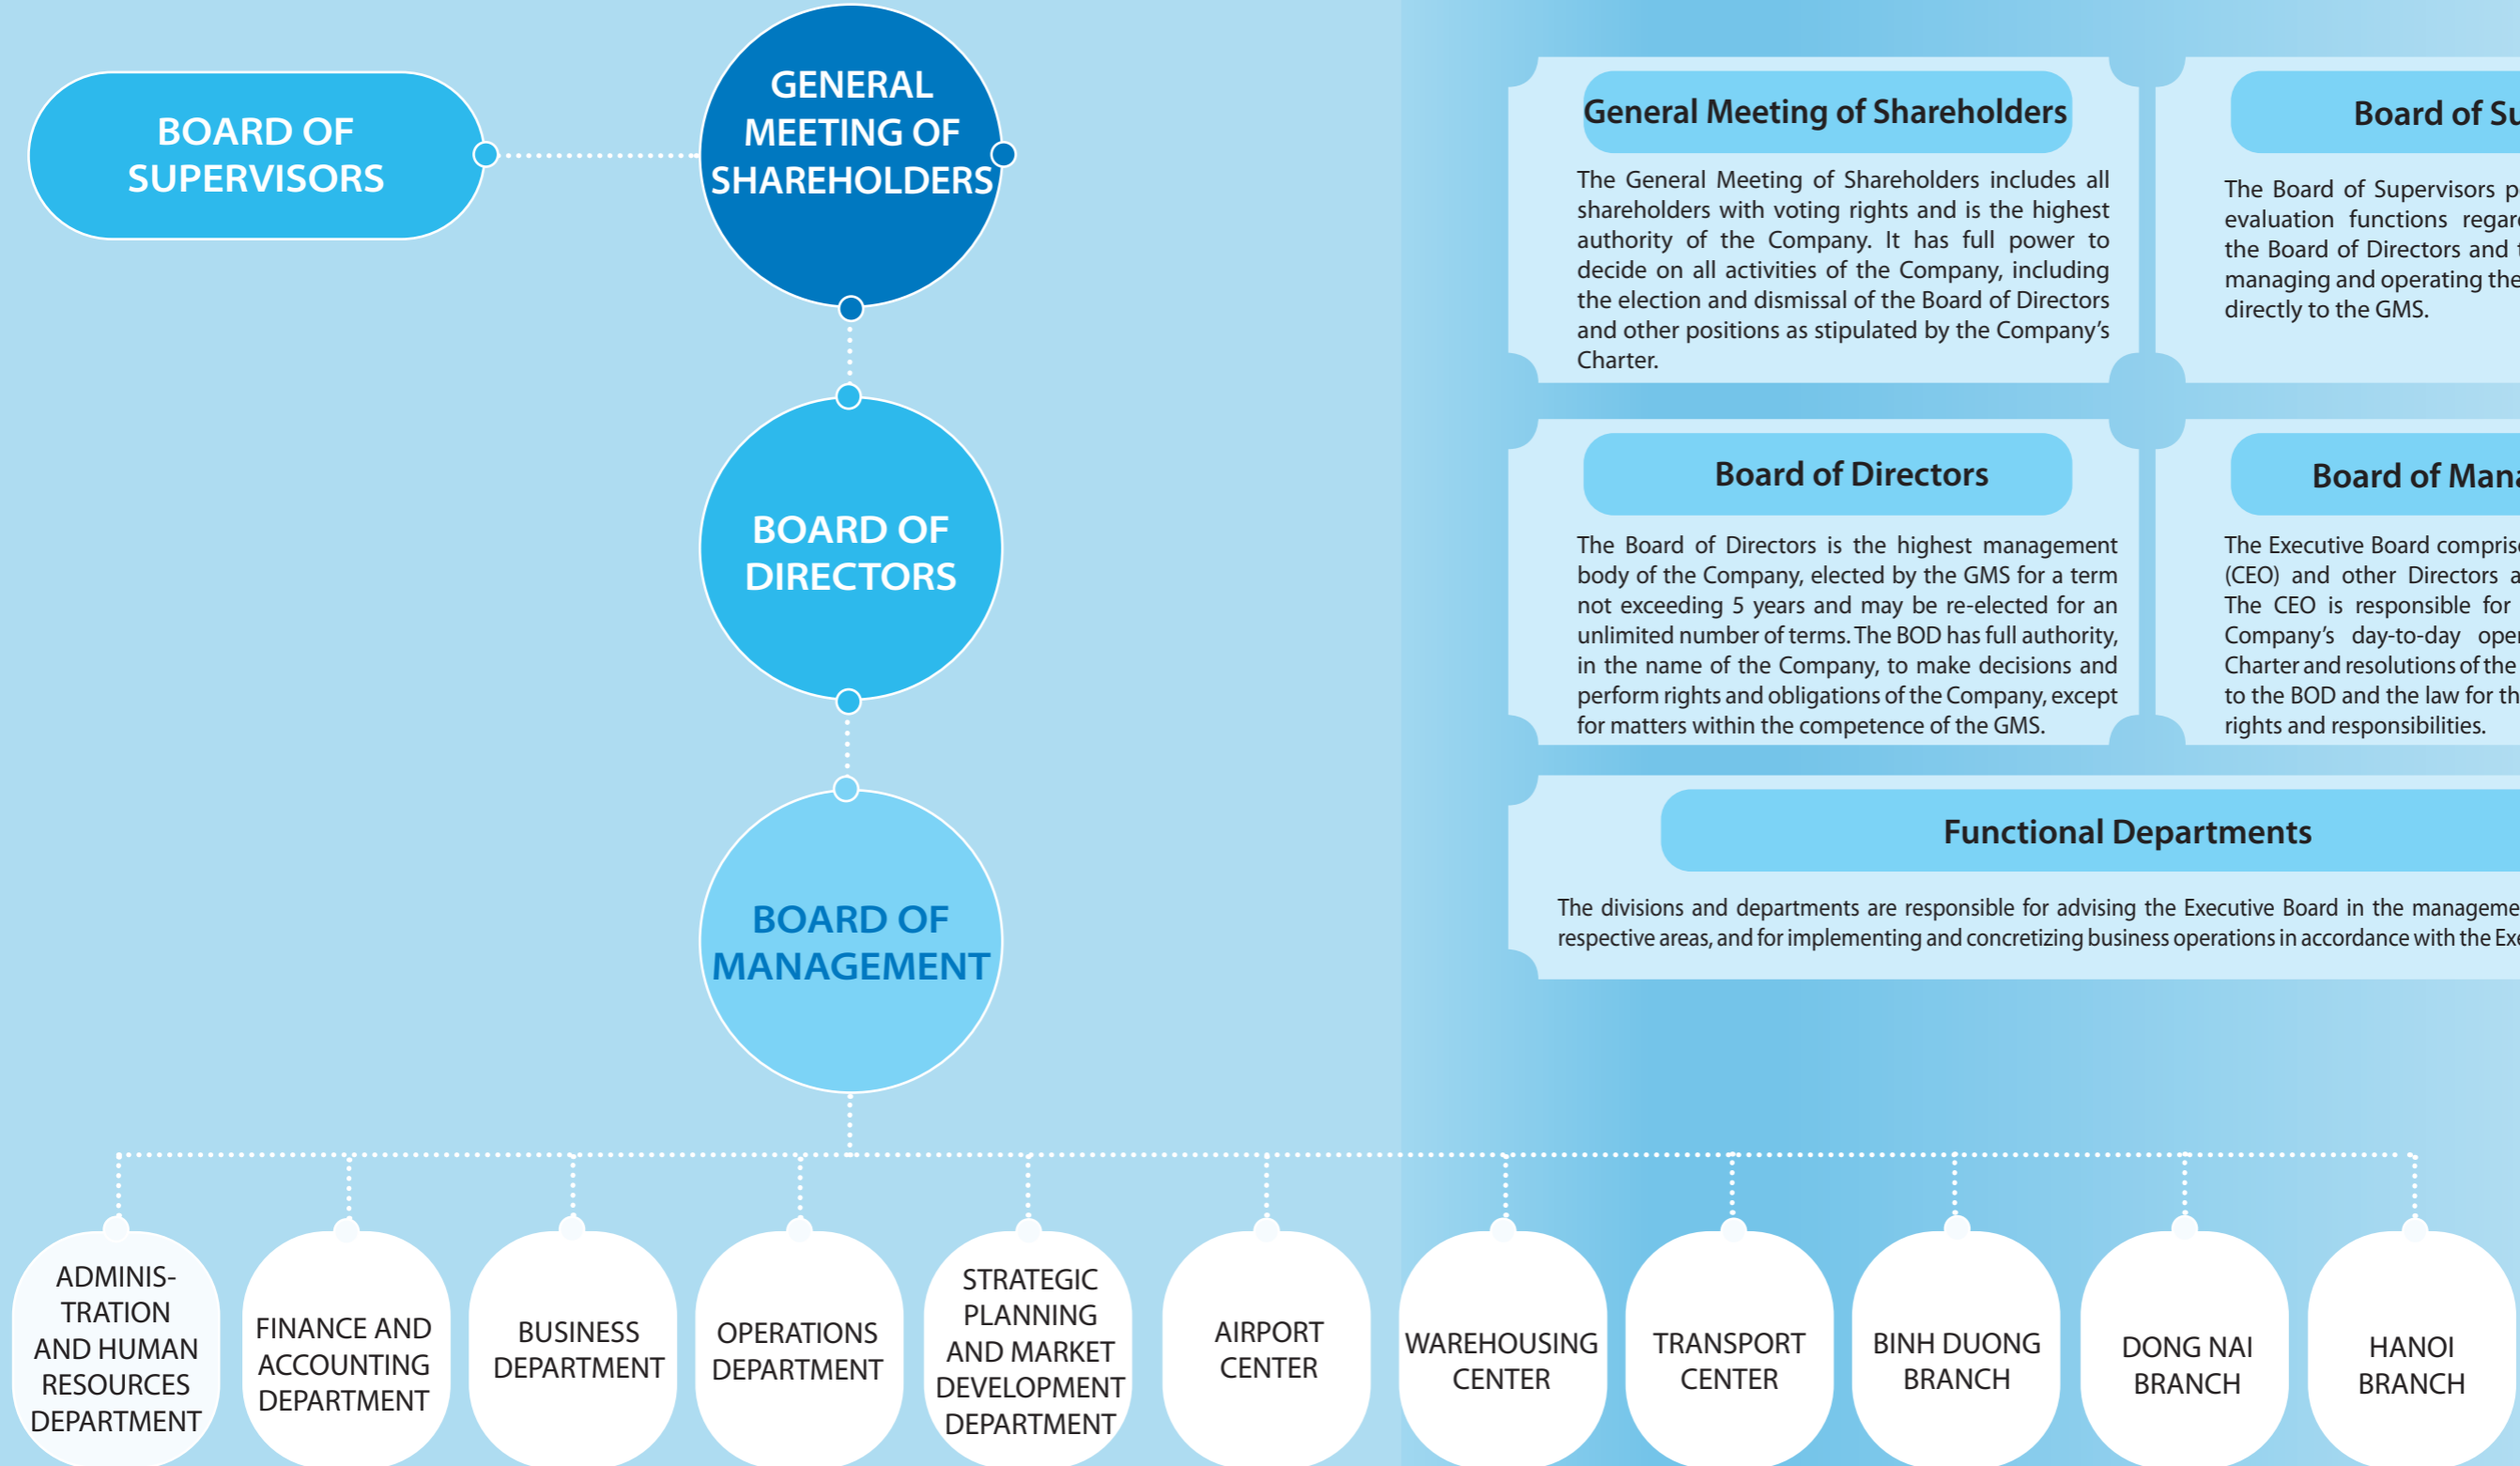 BOARD OF
SUPERVISORS
GENERAL
MEETING OF
SHAREHOLDERS
BOARD OF
DIRECTORS
BOARD OF
MANAGEMENT
General Meeting of Shareholders
The General Meeting of Shareholders includes all
shareholders with voting rights and is the highest
authority of the Company. It has full power to
decide on all activities of the Company, including
the election and dismissal of the Board of Directors
and other positions as stipulated by the Company's
Charter.
Board of
The Board of Supervisors
evaluation functions
the Board of Directors and
managing and operating the
directly to the GMS.
Board of Directors
The Board of Directors is the highest management
body of the Company, elected by the GMS for a term
not exceeding 5 years and may be re-elected for an
unlimited number of terms. The BOD has full authority,
in the name of the Company, to make decisions and
perform rights and obligations of the Company, except
for matters within the competence of the GMS.
Board of
The Executive Board
(CEO) and other Directors
The CEO is responsible for
Company's day-to-day
Charter and resolutions of the
to the BOD and the law for
rights and responsibilities.
Functional Departments
The divisions and departments are responsible for advising the Executive Board in the
respective areas, and for implementing and concretizing business operations in accordance with the
ADMINIS-
TRATION
AND HUMAN
RESOURCES
DEPARTMENT
FINANCE AND
ACCOUNTING
DEPARTMENT
BUSINESS
DEPARTMENT
OPERATIONS
DEPARTMENT
STRATEGIC
PLANNING
AND MARKET
DEVELOPMENT
DEPARTMENT
AIRPORT
CENTER
WAREHOUSING
CENTER
TRANSPORT
CENTER
BINH DUONG
BRANCH
DONG NAI
BRANCH
HANOI
BRANCH